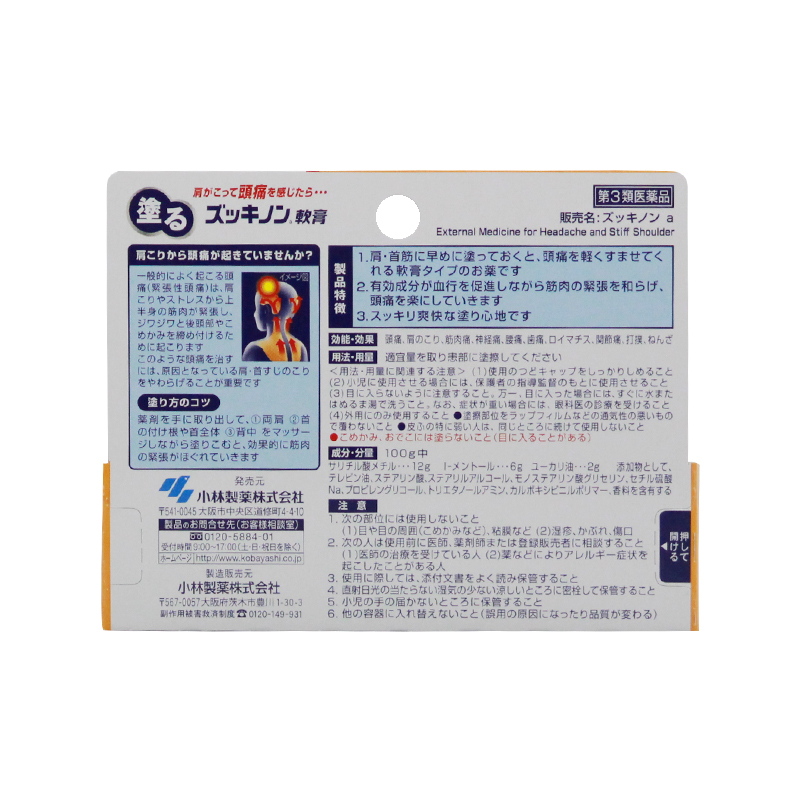 肩がこって頭痛を感じたら…
塗る
ズッキノン®軟膏
第3類医薬品
販売名:ズッキノン a
External Medicine for Headache and Stiff Shoulder
肩こりから頭痛が起きていませんか?
一般的によく起こる頭
痛(緊張性頭痛)は、肩
こりやストレスから上
半身の筋肉が緊張し、
ジワジワと後頭部やこ
めかみを締め付けるた
めに起こります
このような頭痛を治す
には、原因となっている肩・首すじのこり
をやわらげることが重要です
イメージ図
塗り方のコツ
薬剤を手に取り出して、①両肩 ②首
の付け根や首全体 ③背中 をマッサー
ジしながら塗りこむと、効果的に筋肉
の緊張がほぐれていきます
発売元
小林製薬株式会社
〒541-0045 大阪市中央区道修町4-4-10
製品のお問合せ先(お客様相談室)
0120-5884-01
受付時間9:00~17:00(土・日・祝日を除く)
ホームページ http://www.kobayashi.co.jp
製造販売元
小林製薬株式会社
〒567-0057大阪府茨木市豊川1-30-3
副作用被害救済制度☎0120-149-931
製品特徴
1.肩・首筋に早めに塗っておくと、頭痛を軽くすませてく
れる軟膏タイプのお薬です
2.有効成分が血行を促進しながら筋肉の緊張を和らげ、
頭痛を楽にしていきます
3.スッキリ爽快な塗り心地です
効能・効果 頭痛、肩のこり、筋肉痛、神経痛、腰痛、歯痛、ロイマチス、関節痛、打撲、ねんざ
用法・用量 適宜量を取り患部に塗擦してください
<用法・用量に関連する注意> (1)使用のつどキャップをしっかりしめること
(2)小児に使用させる場合には、保護者の指導監督のもとに使用させること
(3)目に入らないように注意すること。万一、目に入った場合には、すぐに水また
はぬるま湯で洗うこと。なお、症状が重い場合には、眼科医の診療を受けること
(4)外用にのみ使用すること ●塗擦部位をラップフィルムなどの通気性の悪いもの
で覆わないこと ●皮ふの特に弱い人は、同じところに続けて使用しないこと
●こめかみ、おでこには塗らないこと(目に入ることがある)
成分・分量 100g中
サリチル酸メチル…12g l-メントール…6g ユーカリ油…2g 添加物として、
テレビン油、ステアリン酸、ステアリルアルコール、モノステアリン酸グリセリン、セチル硫酸
Na、プロピレングリコール、トリエタノールアミン、カルボキシビニルポリマー、香料を含有する
注意
1.次の部位には使用しないこと
(1)目や目の周囲(こめかみなど)、粘膜など (2)湿疹、かぶれ、傷口
2.次の人は使用前に医師、薬剤師または登録販売者に相談すること
(1)医師の治療を受けている人 (2)薬などによりアレルギー症状を
起こしたことがある人
3.使用に際しては、添付文書をよく読み保管すること
4.直射日光の当たらない湿気の少ない涼しいところに密栓して保管すること
5.小児の手の届かないところに保管すること
6.他の容器に入れ替えないこと(誤用の原因になったり品質が変わる)
押して
開ける